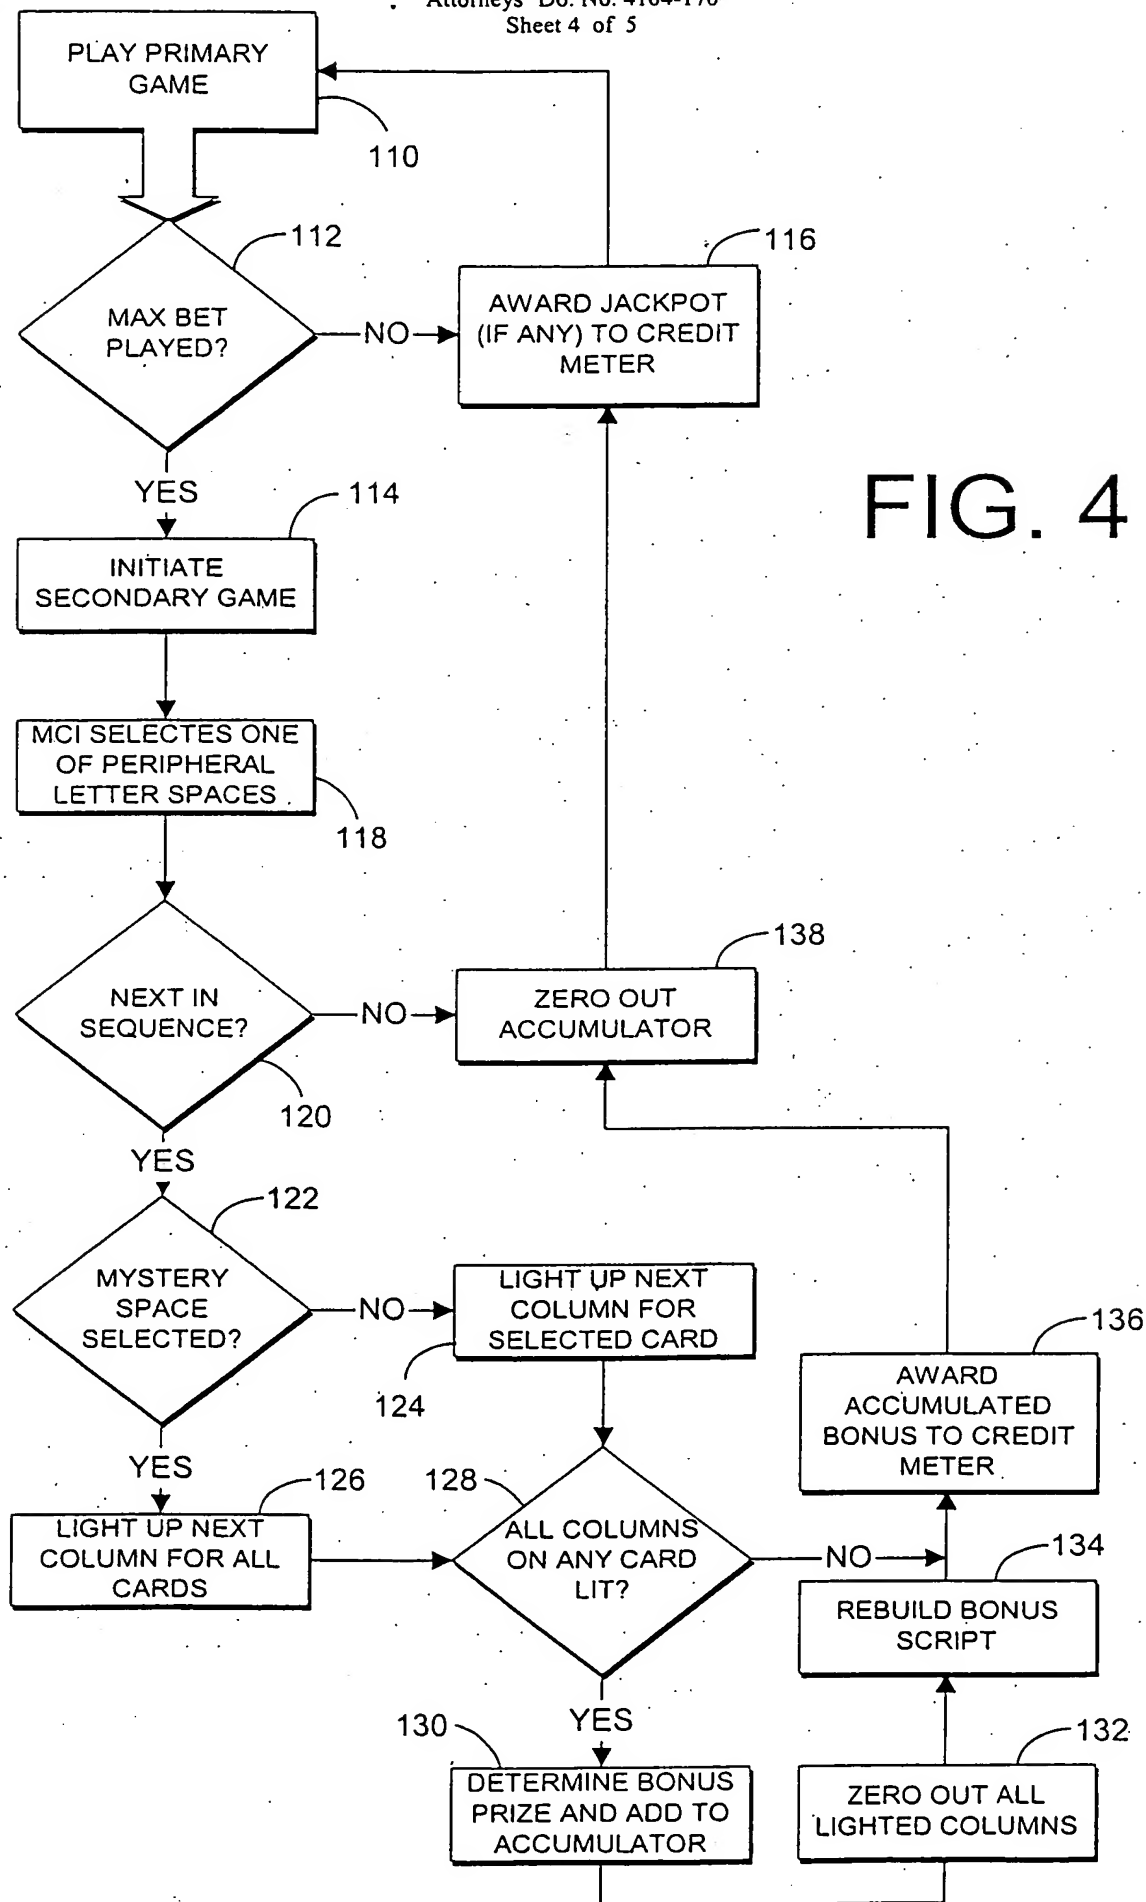 Sheet 4 of 5
PLAY PRIMARY
GAME
110
112
MAX BET
PLAYED?
NO
116
AWARD JACKPOT
(IF ANY) TO CREDIT
METER
YES
FIG. 4
114
INITIATE
SECONDARY GAME
MCI SELECTES ONE
OF PERIPHERAL
LETTER SPACES
118
NEXT IN
SEQUENCE?
NO
138
ZERO OUT
ACCUMULATOR
120
YES
122
MYSTERY
SPACE
SELECTED?
NO
LIGHT UP NEXT
COLUMN FOR
SELECTED CARD
124
136
AWARD
ACCUMULATED
BONUS TO CREDIT
METER
YES
126
LIGHT UP NEXT
COLUMN FOR ALL
CARDS
128
ALL COLUMNS
ON ANY CARD
LIT?
NO
134
REBUILD BONUS
SCRIPT
YES
130
DETERMINE BONUS
PRIZE AND ADD TO
ACCUMULATOR
132
ZERO OUT ALL
LIGHTED COLUMNS